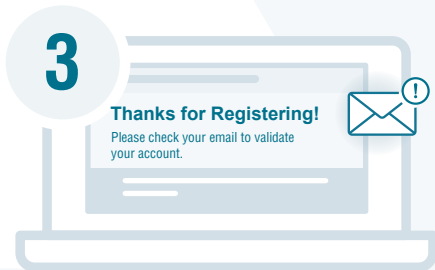 3
Thanks for Registering!
Please check your email to validate
your account.
!